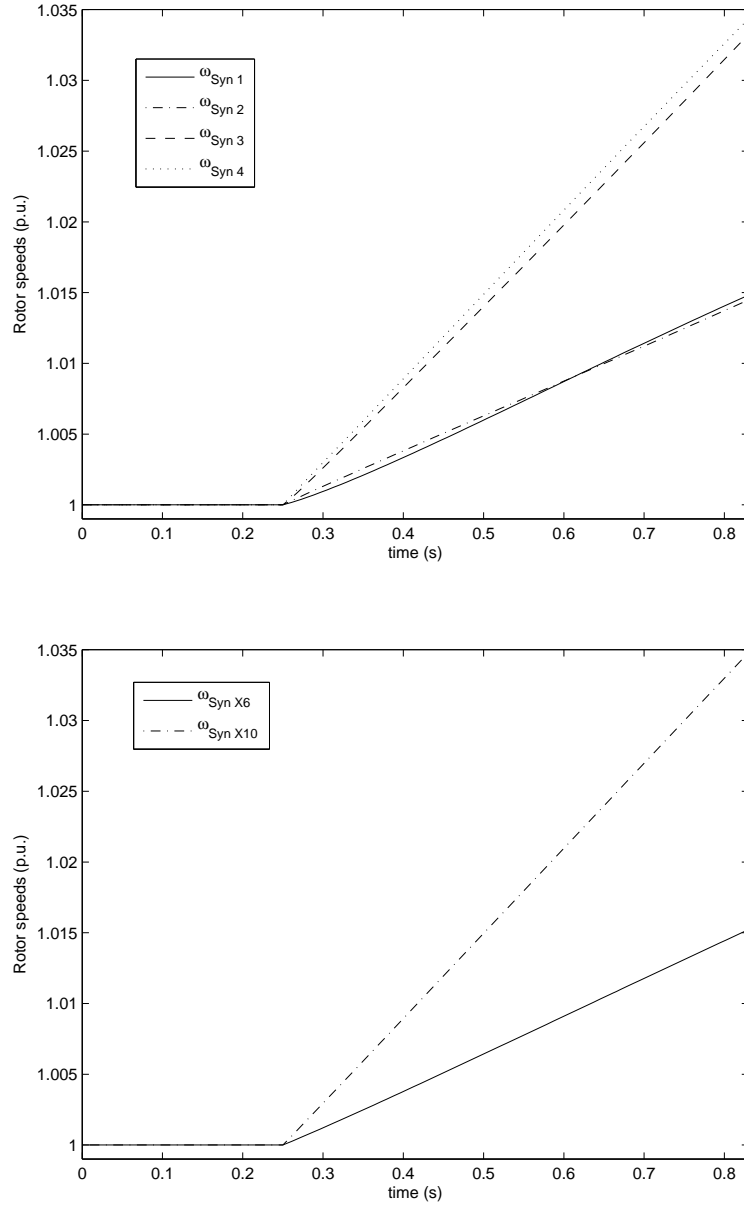 1.035
1.03
1.025
1.02
1.015
1.01
1.005
1
Rotor speeds (p.u.)
ωSyn 1
ωSyn 2
ωSyn 3
ωSyn 4
0 0.1 0.2 0.3 0.4 0.5 0.6 0.7 0.8
time (s)
1.035
1.03
1.025
1.02
1.015
1.01
1.005
1
Rotor speeds (p.u.)
ωSyn X6
ωSyn X10
0 0.1 0.2 0.3 0.4 0.5 0.6 0.7 0.8
time (s)